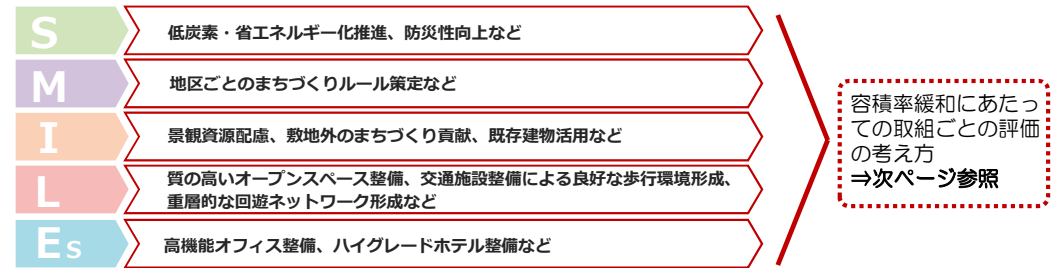 S
低炭素・省エネルギー化推進、防災性向上など
M
地区ごとのまちづくりルール策定など
I
景観資源配慮、敷地外のまちづくり貢献、既存建物活用など
L
質の高いオープンスペース整備、交通施設整備による良好な歩行環境形成、
重層的な回遊ネットワーク形成など
Es
高機能オフィス整備、ハイグレードホテル整備など
容積率緩和にあたっ
ての取組ごとの評価
の考え方
⇒次ページ参照